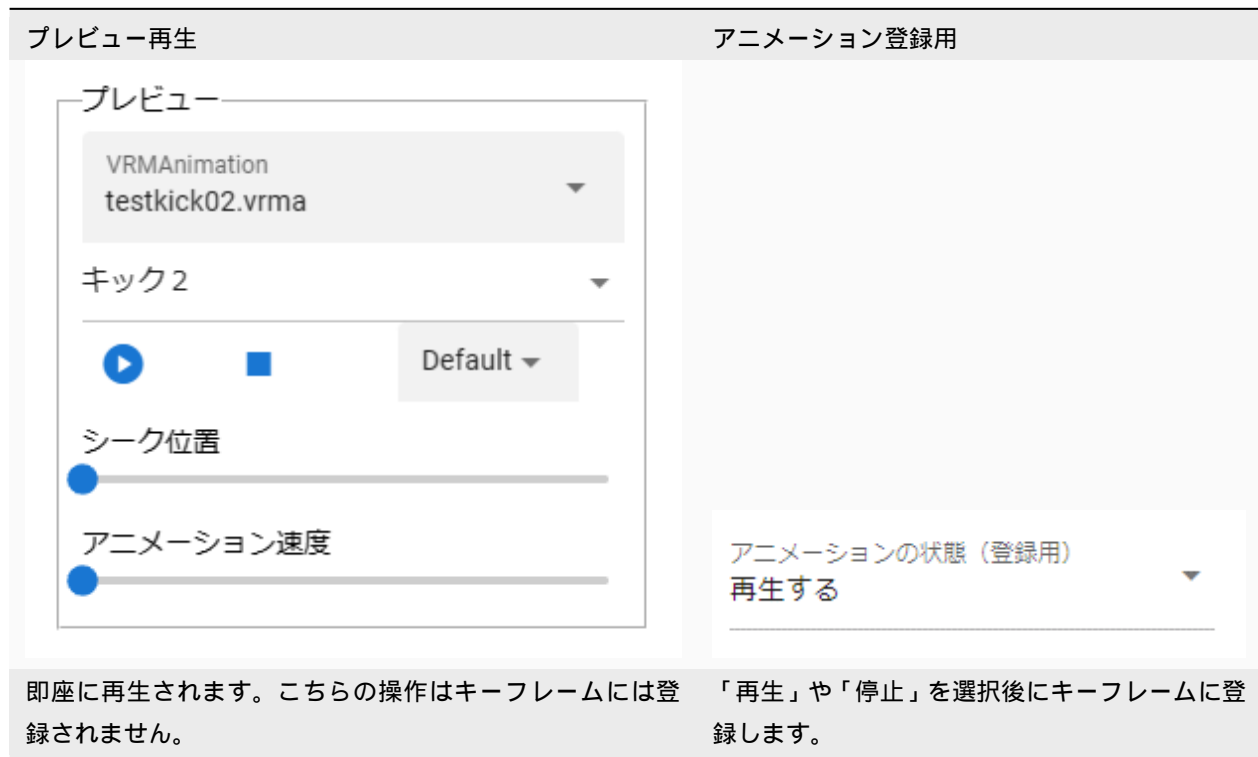 プレビュー再生
アニメーション登録用
プレビュー
VRMAnimation
testkick02.vrma
キック2
Default
シーク位置
アニメーション速度
アニメーションの状態（登録用）
再生する
即座に再生されます。こちらの操作はキーフレームには登
録されません。
「再生」や「停止」を選択後にキーフレームに登
録します。